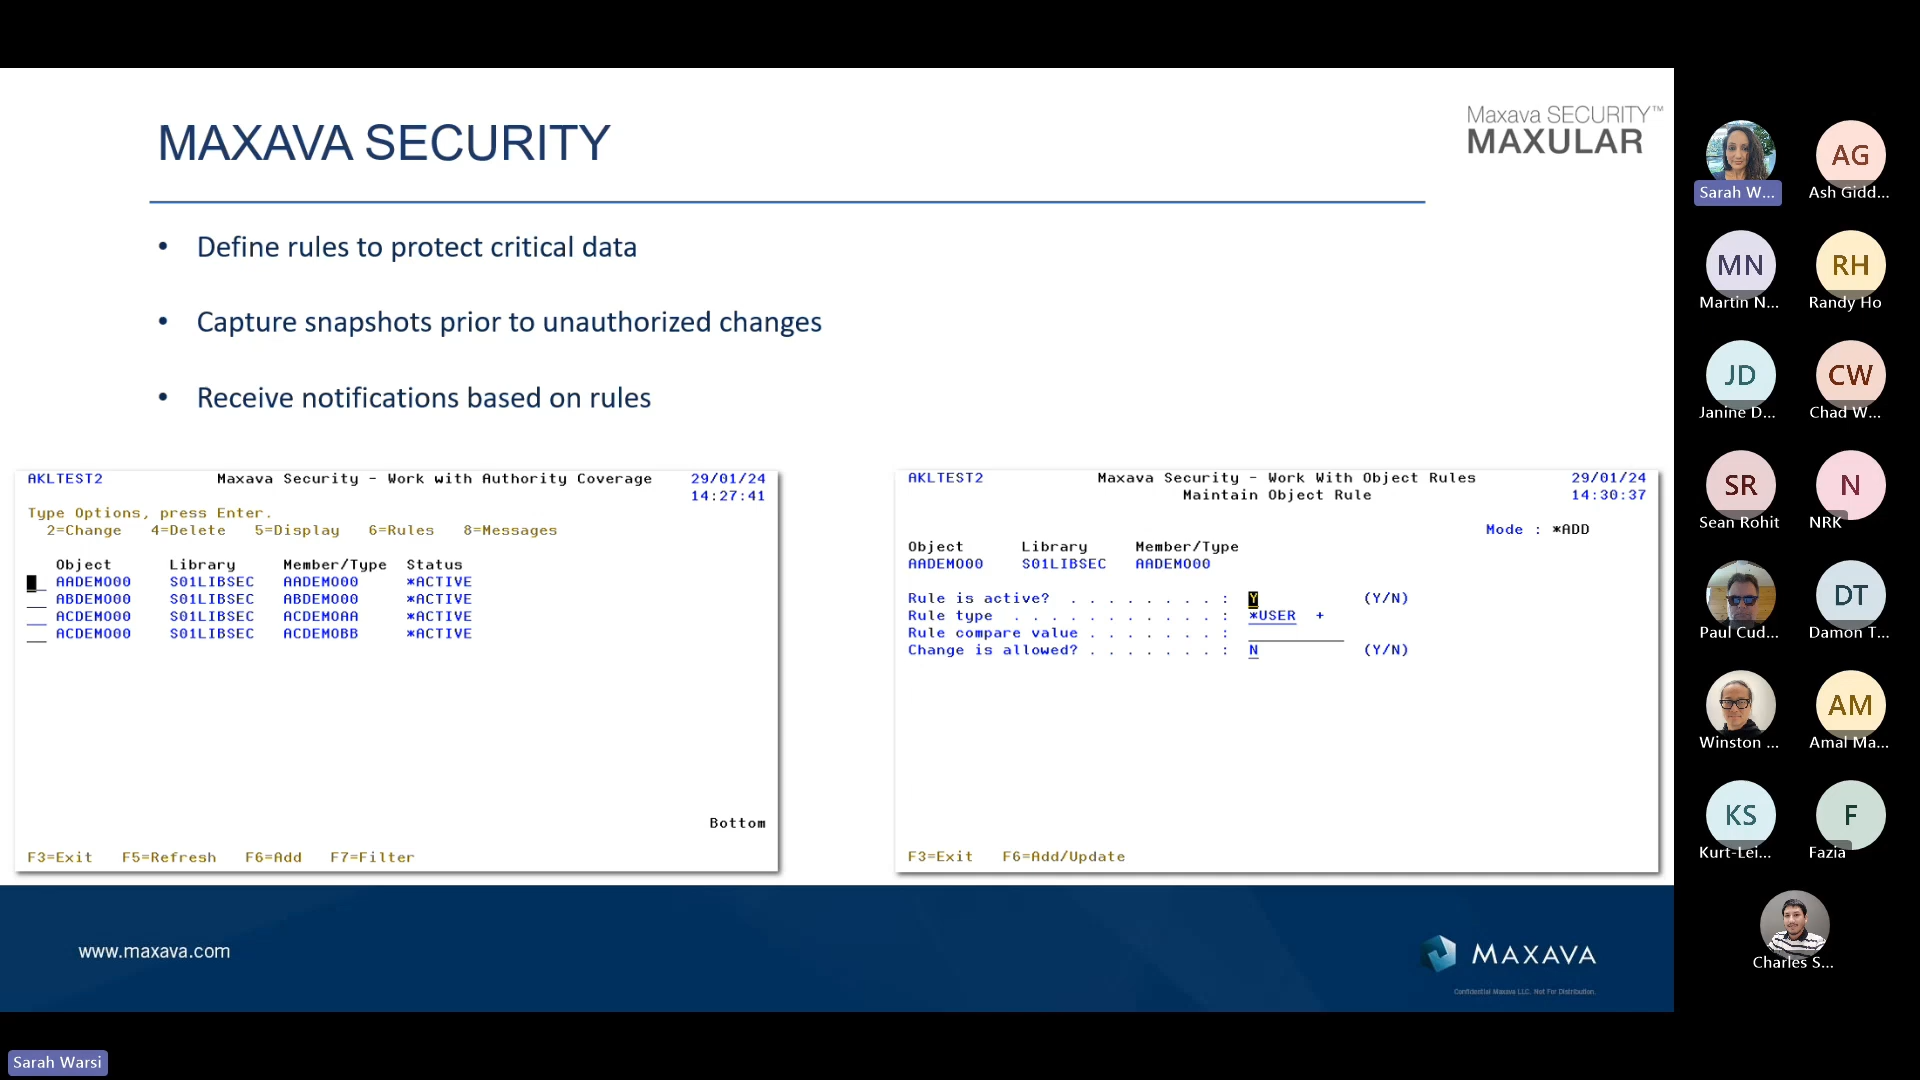 MAXAVA SECURITY
Maxava SECURITY™
MAXULAR
• Define rules to protect critical data
• Capture snapshots prior to unauthorized changes
• Receive notifications based on rules
AKLTEST2 Maxava Security - Work with Authority Coverage 29/01/24
14:27:41
Type Options, press Enter.
2=Change 4=Delete 5=Display 6=Rules 8=Messages
Object Library Member/Type Status
AADEMO00 S01LIBSEC AADEMO00 *ACTIVE
ABDEMO00 S01LIBSEC ABDEMO00 *ACTIVE
ACDEMO00 S01LIBSEC ACDEMOAA *ACTIVE
ACDEMO00 S01LIBSEC ACDEMOBB *ACTIVE
Bottom
F3=Exit F5=Refresh F6=Add F7=Filter
AKLTEST2 Maxava Security - Work With Object Rules 29/01/24
Maintain Object Rule 14:30:37
Mode : *ADD
Object Library Member/Type
AADEMO00 S01LIBSEC AADEMO00
Rule is active? . . . . . . . . : Y (Y/N)
Rule type . . . . . . . . . . . : *USER +
Rule compare value . . . . . . . :
Change is allowed? . . . . . . . : N (Y/N)
F3=Exit F6=Add/Update
www.maxava.com
MAXAVA
Confidential Maxava LLC. Not For Distribution.
Sarah W...
AG
Ash Gidd...
MN
Martin N...
RH
Randy Ho
JD
Janine D...
CW
Chad W...
SR
Sean Rohit
N
NRK
Paul Cud...
DT
Damon T...
Winston ...
AM
Amal Ma...
KS
Kurt-Lei...
F
Fazia
Charles S...
Sarah Warsi